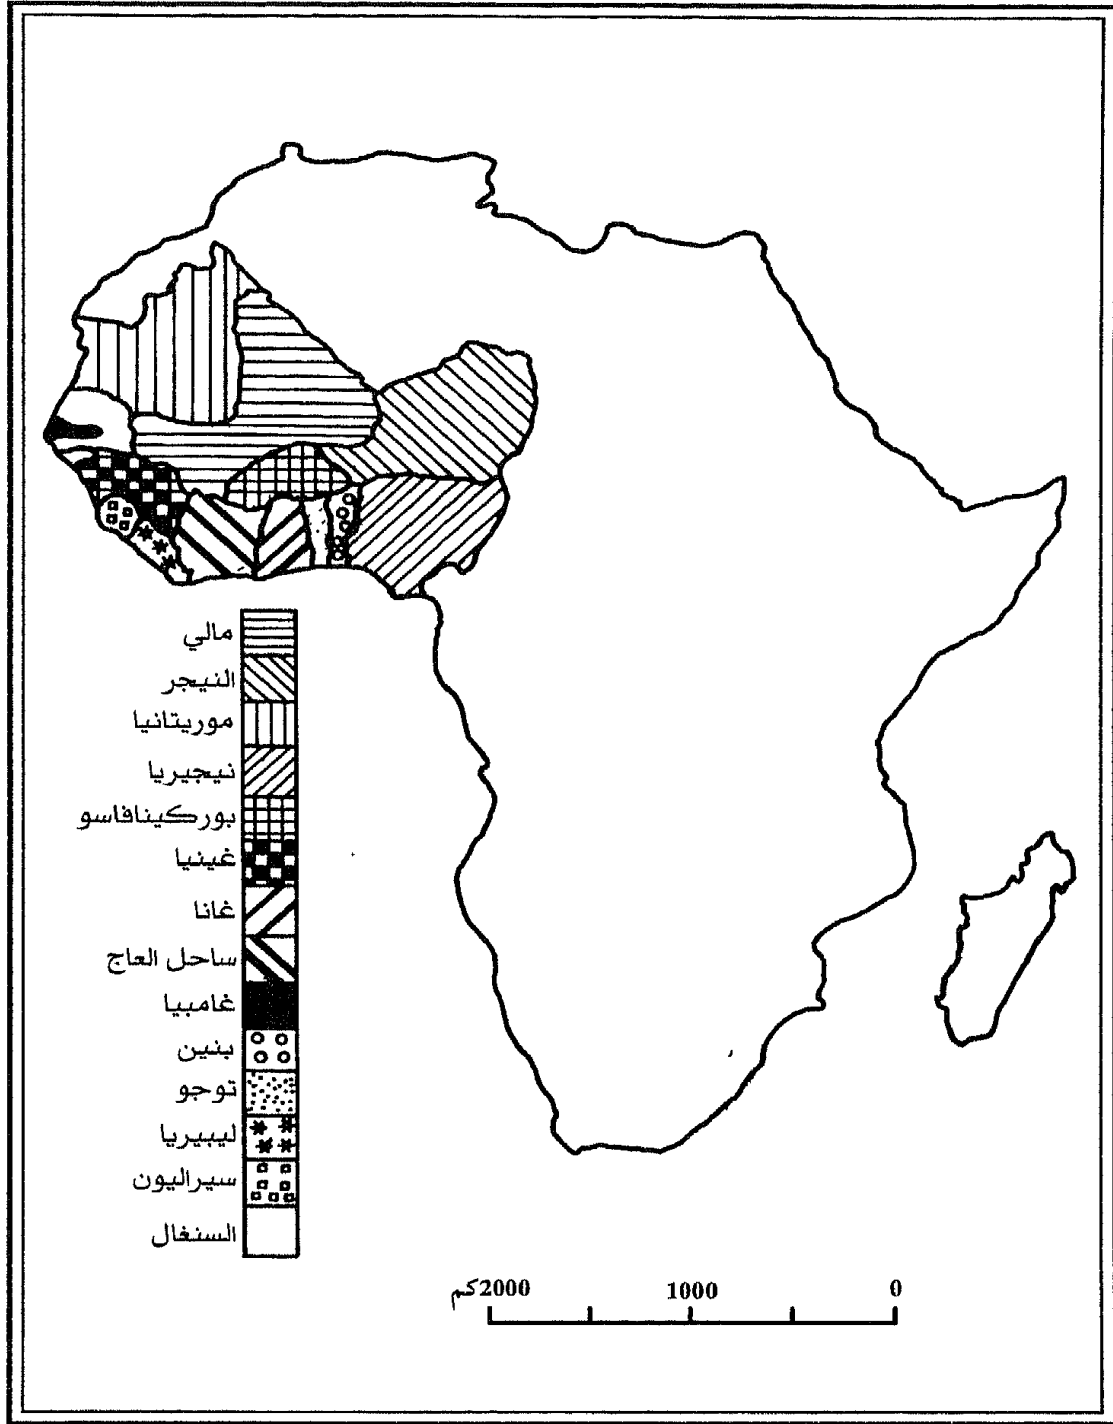 مالي
النيجر
موريتانيا
نيجيريا
بوركينافاسو
غينيا
غانا
ساحل العاج
غامبيا
بنين
توجو
ليبيريا
سيراليون
السنغال
0 1000 2000كم